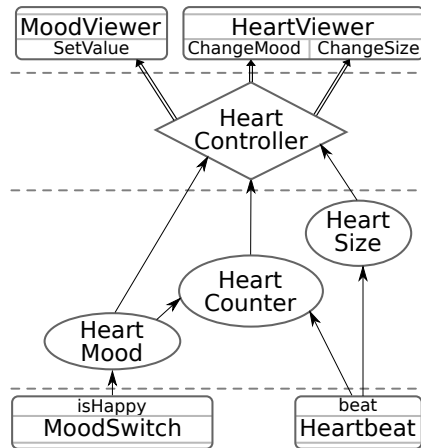 MoodViewer
SetValue
HeartViewer
ChangeMood ChangeSize
Heart
Controller
Heart
Size
Heart
Counter
Heart
Mood
isHappy
MoodSwitch
beat
Heartbeat